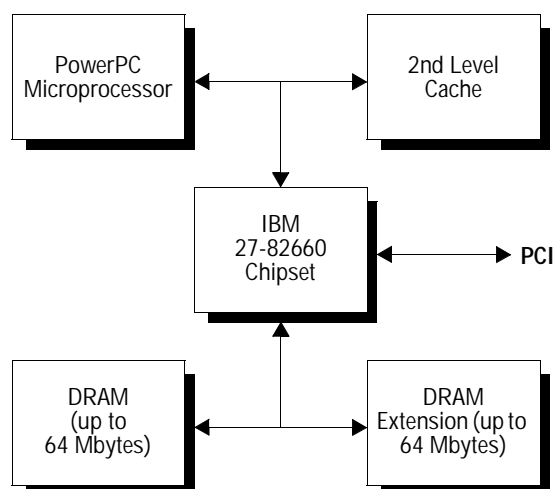 PowerPC
Microprocessor
2nd Level
Cache
IBM
27-82660
Chipset
PCI
DRAM
(up to
64 Mbytes)
DRAM
Extension (up to
64 Mbytes)